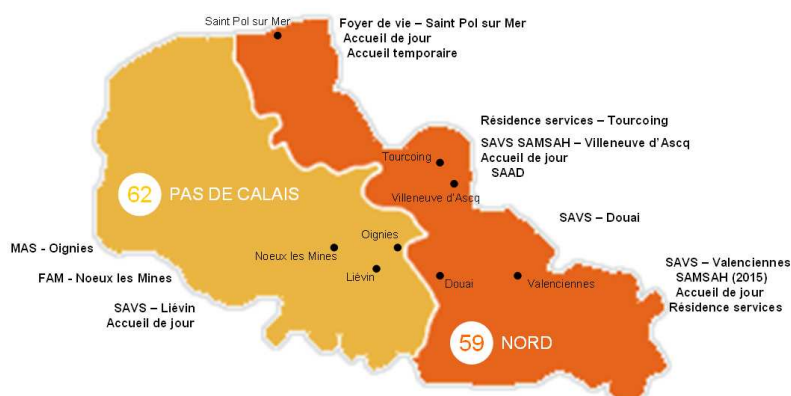 Saint Pol sur Mer
Foyer de vie – Saint Pol sur Mer
Accueil de jour
Accueil temporaire
Résidence services – Tourcoing
SAVS SAMSAH – Villeneuve d'Ascq
Accueil de jour
SAAD
Tourcoing
Villeneuve d'Ascq
62 PAS DE CALAIS
SAVS – Douai
MAS - Oignies
Oignies
Noeux les Mines
FAM - Noeux les Mines
Liévin
Douai
Valenciennes
SAVS – Valenciennes
SAMSAH (2015)
Accueil de jour
Résidence services
SAVS – Liévin
Accueil de jour
59 NORD